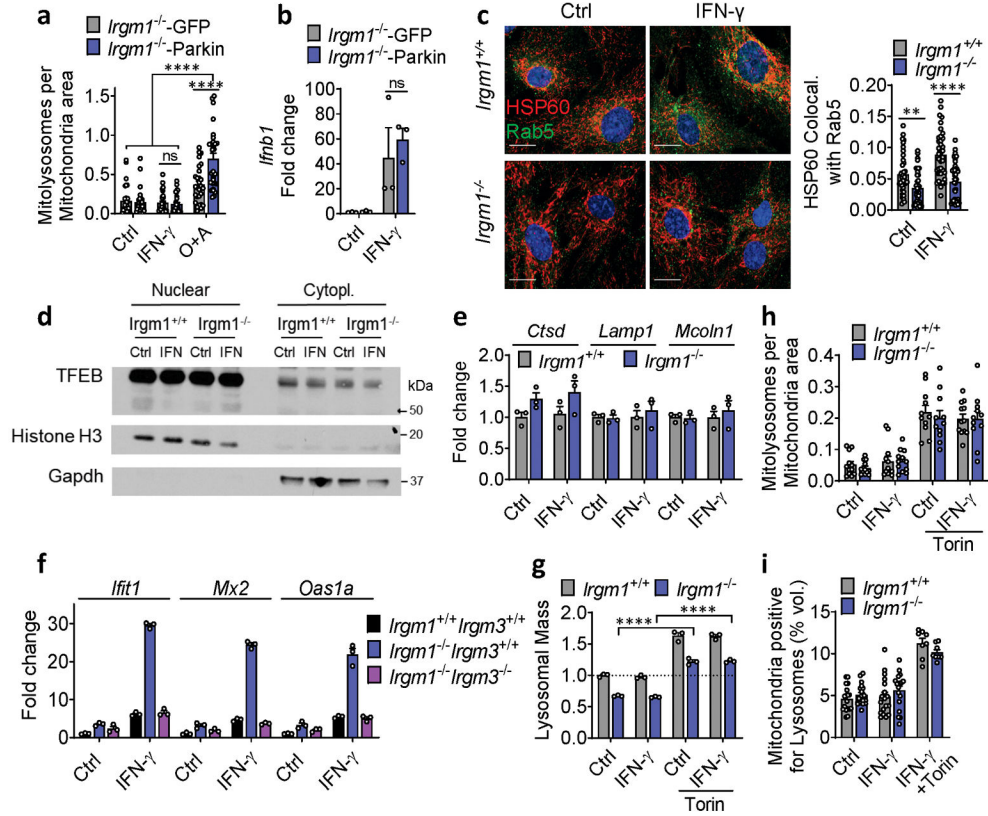 a
Irgm1-/--GFP
Irgm1-/--Parkin
****
****
ns
Mitolysosomes per
Mitochondria area
1.5
1.0
0.5
0.0
Ctrl
IFN-γ
O+A
b
Irgm1-/--GFP
Irgm1-/--Parkin
ns
Ifnb1
Fold change
100
80
60
40
20
0
Ctrl
IFN-γ
c
Ctrl
IFN-γ
Irgm1+/+
HSP60
Rab5
Irgm1-/-
Irgm1+/+
Irgm1-/-
****
**
HSP60 Colocal.
with Rab5
0.20
0.15
0.10
0.05
0.00
Ctrl
IFN-γ
d
Nuclear
Cytopl.
Irgm1+/+
Irgm1-/-
Irgm1+/+
Irgm1-/-
Ctrl IFN Ctrl IFN
Ctrl IFN Ctrl IFN
TFEB
kDa
50
Histone H3
20
Gapdh
37
e
Ctsd
Lamp1
Mcoln1
Irgm1+/+
Irgm1-/-
Fold change
2.0
1.5
1.0
0.5
0.0
Ctrl
IFN-γ
Ctrl
IFN-γ
Ctrl
IFN-γ
h
Irgm1+/+
Irgm1-/-
Mitolysosomes per
Mitochondria area
0.4
0.3
0.2
0.1
0.0
Ctrl
IFN-γ
Ctrl
IFN-γ
Torin
f
Ifit1
Mx2
Oas1a
Irgm1+/+Irgm3+/+
Irgm1-/-Irgm3+/+
Irgm1-/-Irgm3-/-
Fold change
30
20
10
0
Ctrl
IFN-γ
Ctrl
IFN-γ
Ctrl
IFN-γ
g
Irgm1+/+
Irgm1-/-
****
****
Lysosomal Mass
2.0
1.5
1.0
0.5
0.0
Ctrl
IFN-γ
Ctrl
IFN-γ
Torin
i
Irgm1+/+
Irgm1-/-
Mitochondria positive
for Lysosomes (% vol.)
15
10
5
0
Ctrl
IFN-γ
IFN-γ
+Torin